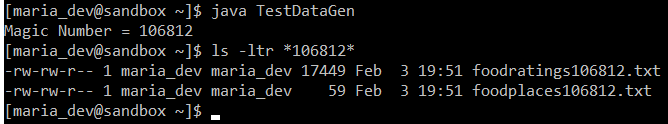 [maria_dev@sandbox ~]$ java TestDataGen
Magic Number = 106812
[maria_dev@sandbox ~]$ ls -ltr *106812*
-rw-rw-r-- 1 maria_dev maria_dev 17449 Feb  3 19:51 foodratings106812.txt
-rw-rw-r-- 1 maria_dev maria_dev    59 Feb  3 19:51 foodplaces106812.txt
[maria_dev@sandbox ~]$